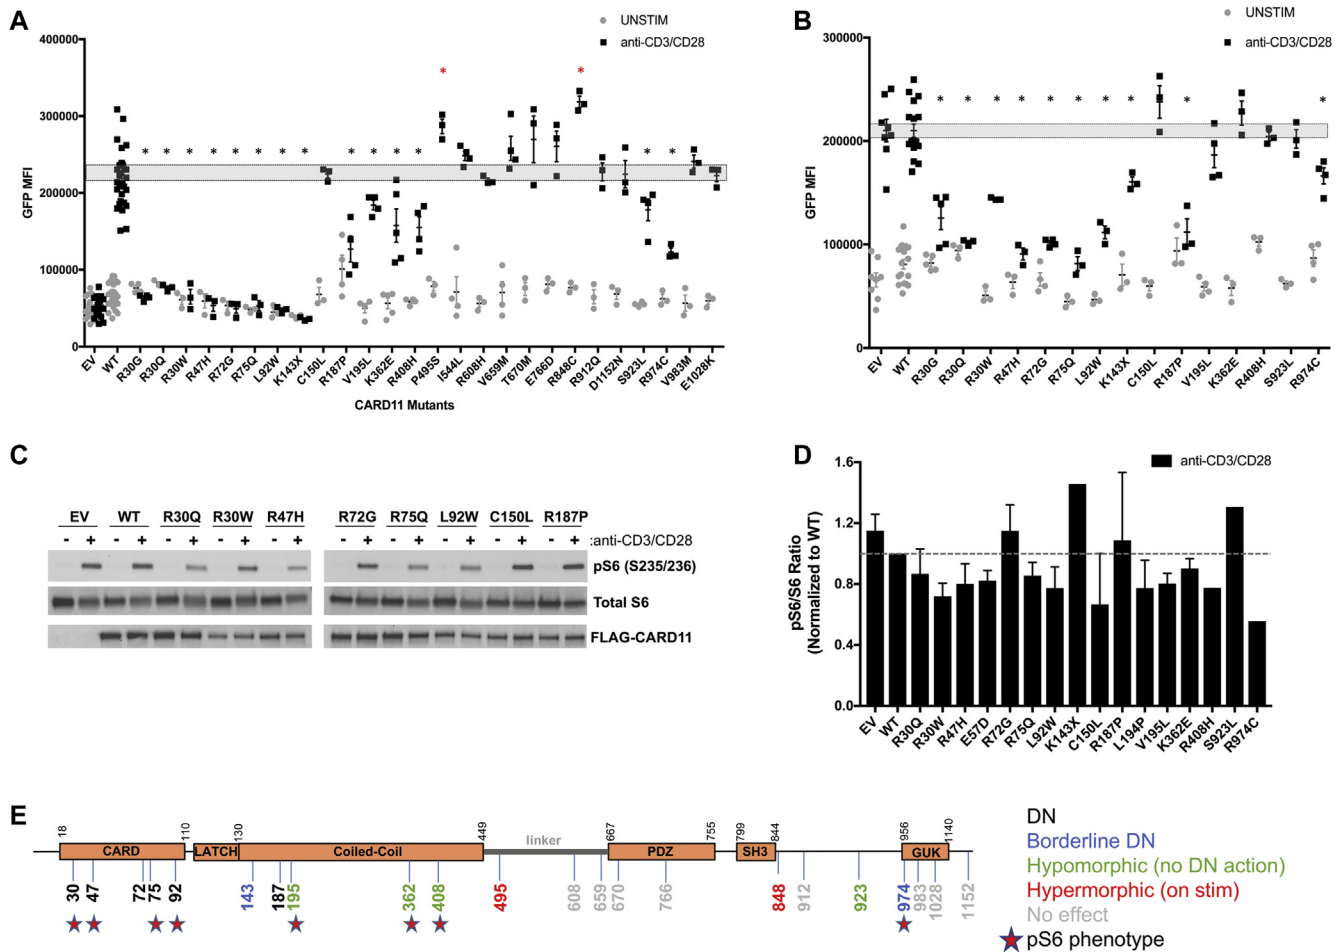 A
UNSTIM
anti-CD3/CD28
400000
300000
200000
100000
0
GFP MFI
* * * * * * * * * * * * * * * *
EV WT R30G R30Q R30W R47H R72G R75Q L92W K143X C150L R187P V195L K362E R408H P495S I544L R608H V659M T670M E766D R848C R912Q D1152N S923L R974C V983M E1028K
CARD11 Mutants
B
UNSTIM
anti-CD3/CD28
300000
200000
100000
0
GFP MFI
* * * * * * * * * *
EV WT R30G R30Q R30W R47H R72G R75Q L92W K143X C150L R187P V195L K362E R408H S923L R974C
C
EV WT R30Q R30W R47H R72G R75Q L92W C150L R187P
- + - + - + - + - + - + - + - + - + - + :anti-CD3/CD28
pS6 (S235/236)
Total S6
FLAG-CARD11
D
anti-CD3/CD28
1.6
1.2
0.8
0.4
0.0
pS6/S6 Ratio
(Normalized to WT)
EV WT R30Q R30W R47H E57D R72G R75Q L92W K143X C150L R187P L194P V195L K362E R408H S923L R974C
E
18 110 130 449 linker 667 755 799 844 956 1140
CARD LATCH Coiled-Coil PDZ SH3 GUK
30 47 72 75 92 143 187 195 362 408 495 608 659 670 766 848 912 923 974 983 1028 1152
DN
Borderline DN
Hypomorphic (no DN action)
Hypermorphic (on stim)
No effect
pS6 phenotype